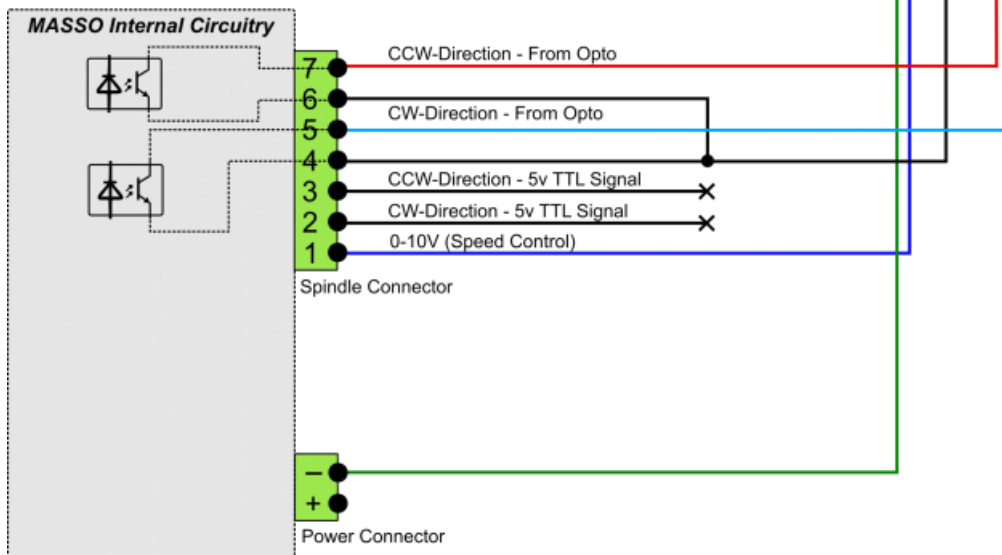 MASSO Internal Circuitry
CCW-Direction - From Opto
7
6
CW-Direction - From Opto
5
4
CCW-Direction - 5v TTL Signal
3
CW-Direction - 5v TTL Signal
2
0-10V (Speed Control)
1
Spindle Connector
–
+
Power Connector